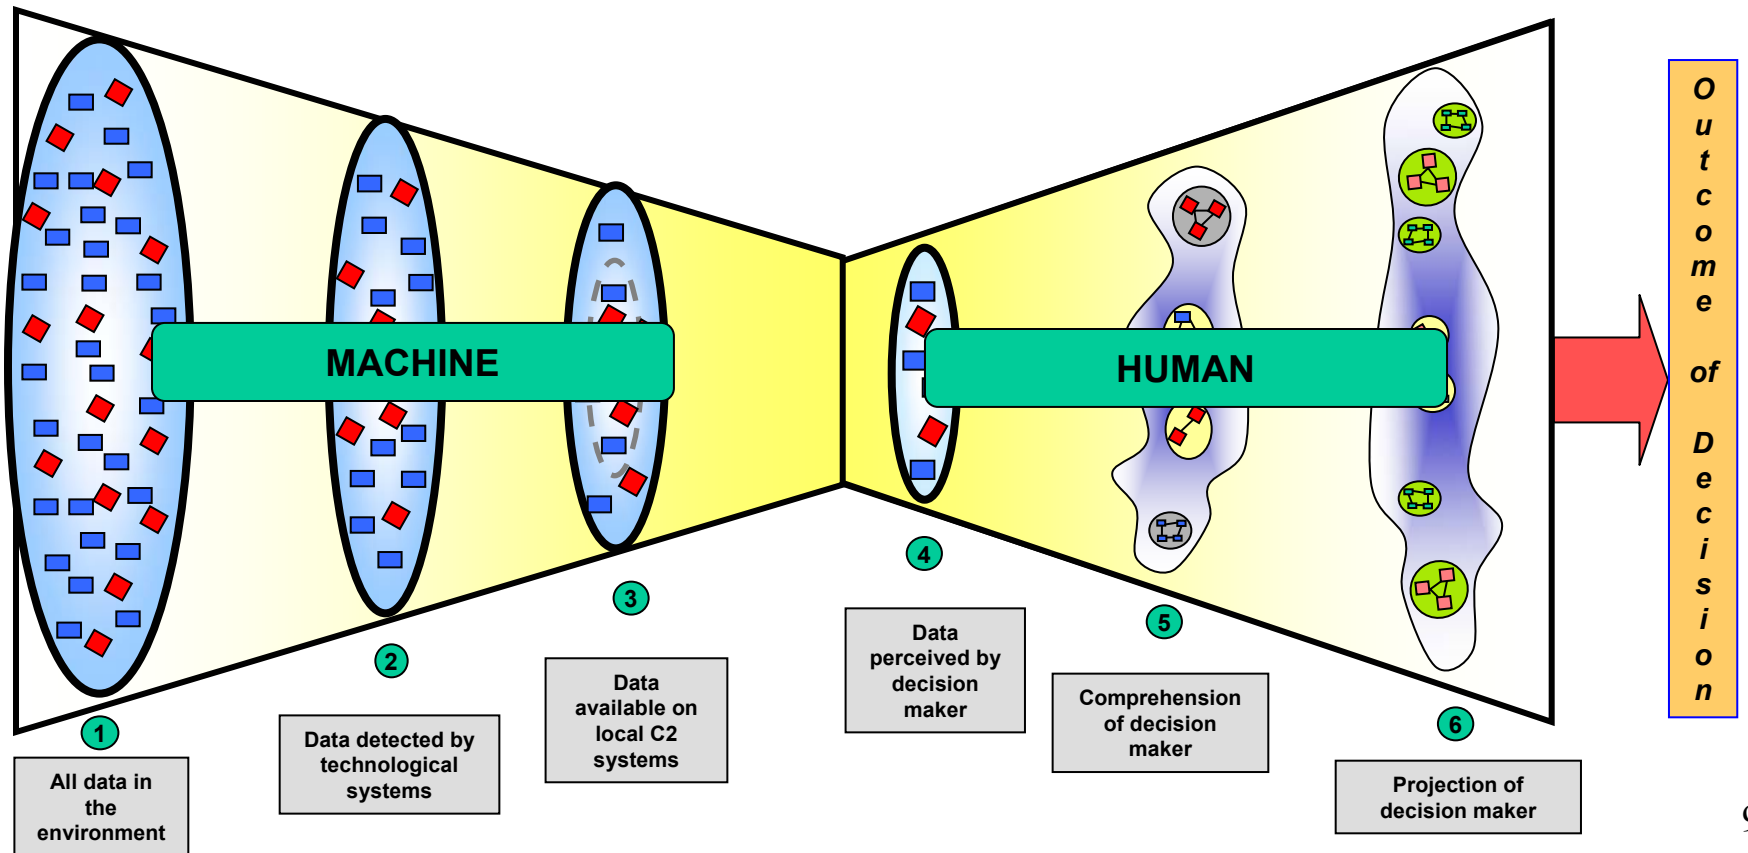 MACHINE
HUMAN
1
All data in
the
environment
2
Data detected by
technological
systems
3
Data
available on
local C2
systems
4
Data
perceived by
decision
maker
5
Comprehension
of decision
maker
6
Projection of
decision maker
Outcome
of
Decision